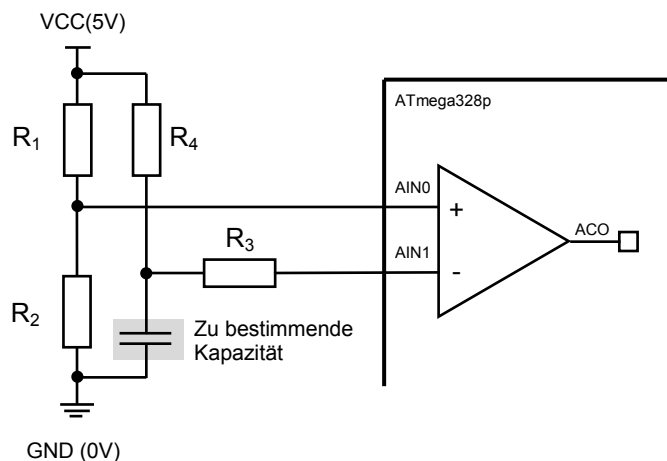 VCC(5V)
ATmega328p
R₁
R₄
AIN0
+
ACO
R₃
AIN1
-
R₂
Zu bestimmende
Kapazität
GND (0V)